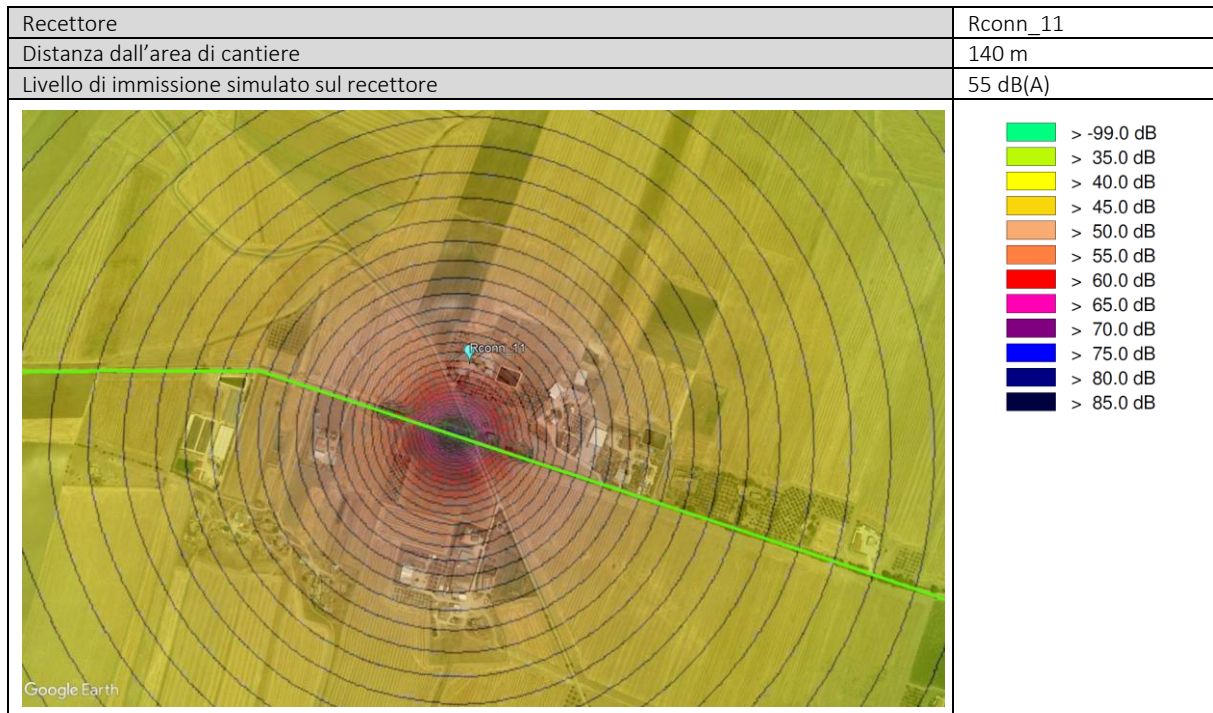 Recettore Rconn_11
Distanza dall’area di cantiere 140 m
Livello di immissione simulato sul recettore 55 dB(A)
Rconn_11
Google Earth
> -99.0 dB
> 35.0 dB
> 40.0 dB
> 45.0 dB
> 50.0 dB
> 55.0 dB
> 60.0 dB
> 65.0 dB
> 70.0 dB
> 75.0 dB
> 80.0 dB
> 85.0 dB